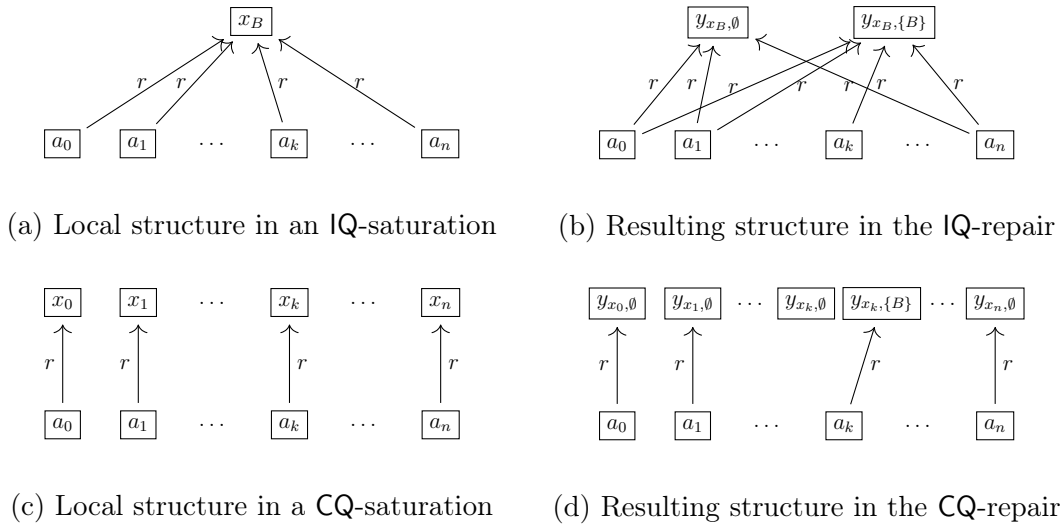 x_B y_{x_B,∅} y_{x_B,{B}}
r r r r r r r r r r r
a_0 a_1 … a_k … a_n a_0 a_1 … a_k … a_n
(a) Local structure in an IQ-saturation (b) Resulting structure in the IQ-repair
x_0 x_1 … x_k … x_n y_{x_0,∅} y_{x_1,∅} … y_{x_k,∅} y_{x_k,{B}} … y_{x_n,∅}
r r r r r r r r
a_0 a_1 … a_k … a_n a_0 a_1 … a_k … a_n
(c) Local structure in a CQ-saturation (d) Resulting structure in the CQ-repair